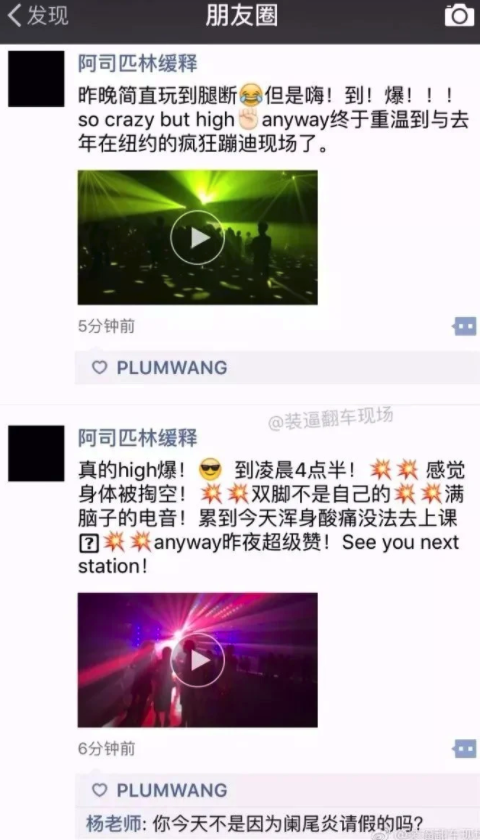 发现
朋友圈
阿司匹林缓释
昨晚简直玩到腿断😂但是嗨！到！爆！！！
so crazy but high✊🏻anyway终于重温到与去
年在纽约的疯狂蹦迪现场了。
5分钟前
PLUMWANG
@装逼翻车现场
阿司匹林缓释
真的high爆！😎 到凌晨4点半！💥💥感觉
身体被掏空！💥💥双脚不是自己的💥💥满
脑子的电音！累到今天浑身酸痛没法去上课
💥💥anyway昨夜超级赞！See you next
station！
6分钟前
PLUMWANG
杨老师: 你今天不是因为阑尾炎请假的吗?